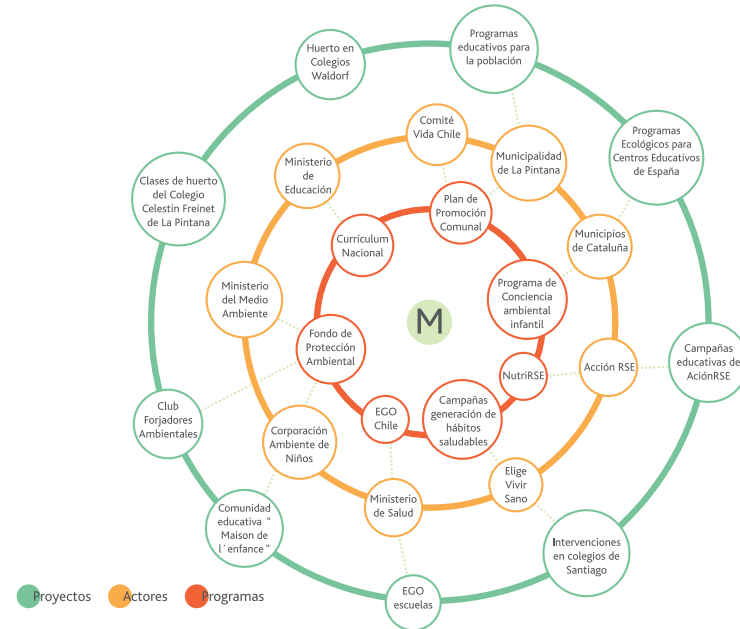 Programas
educativos para
la población
Huerto en
Colegios
Waldorf
Comité
Vida Chile
Programas
Ecológicos para
Centros Educativos
de España
Ministerio
de
Educación
Municipalidad
de La Pintana
Clases de huerto
del Colegio
Celestin Freinet
de La Pintana
Plan de
Promoción
Comunal
Currículum
Nacional
Municipios
de Cataluña
Ministerio
del Medio
Ambiente
Programa de
Conciencia
ambiental
infantil
M
Fondo de
Protección
Ambiental
NutriRSE
Acción RSE
Campañas
educativas de
AciónRSE
Club
Forjadores
Ambientales
EGO
Chile
Campañas
generación de
hábitos
saludables
Corporación
Ambiente de
Niños
Elige
Vivir
Sano
Ministerio
de Salud
Comunidad
educativa "
Maison de
l´enfance"
Intervenciones
en colegios de
Santiago
EGO
escuelas
Proyectos
Actores
Programas